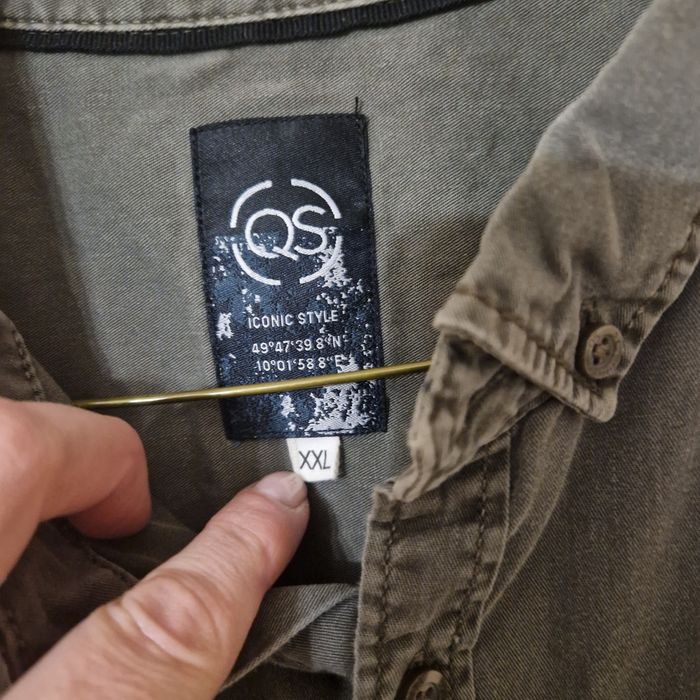 QS
ICONIC STYLE
49°47'39 8"N
10°01'58 8"E
XXL